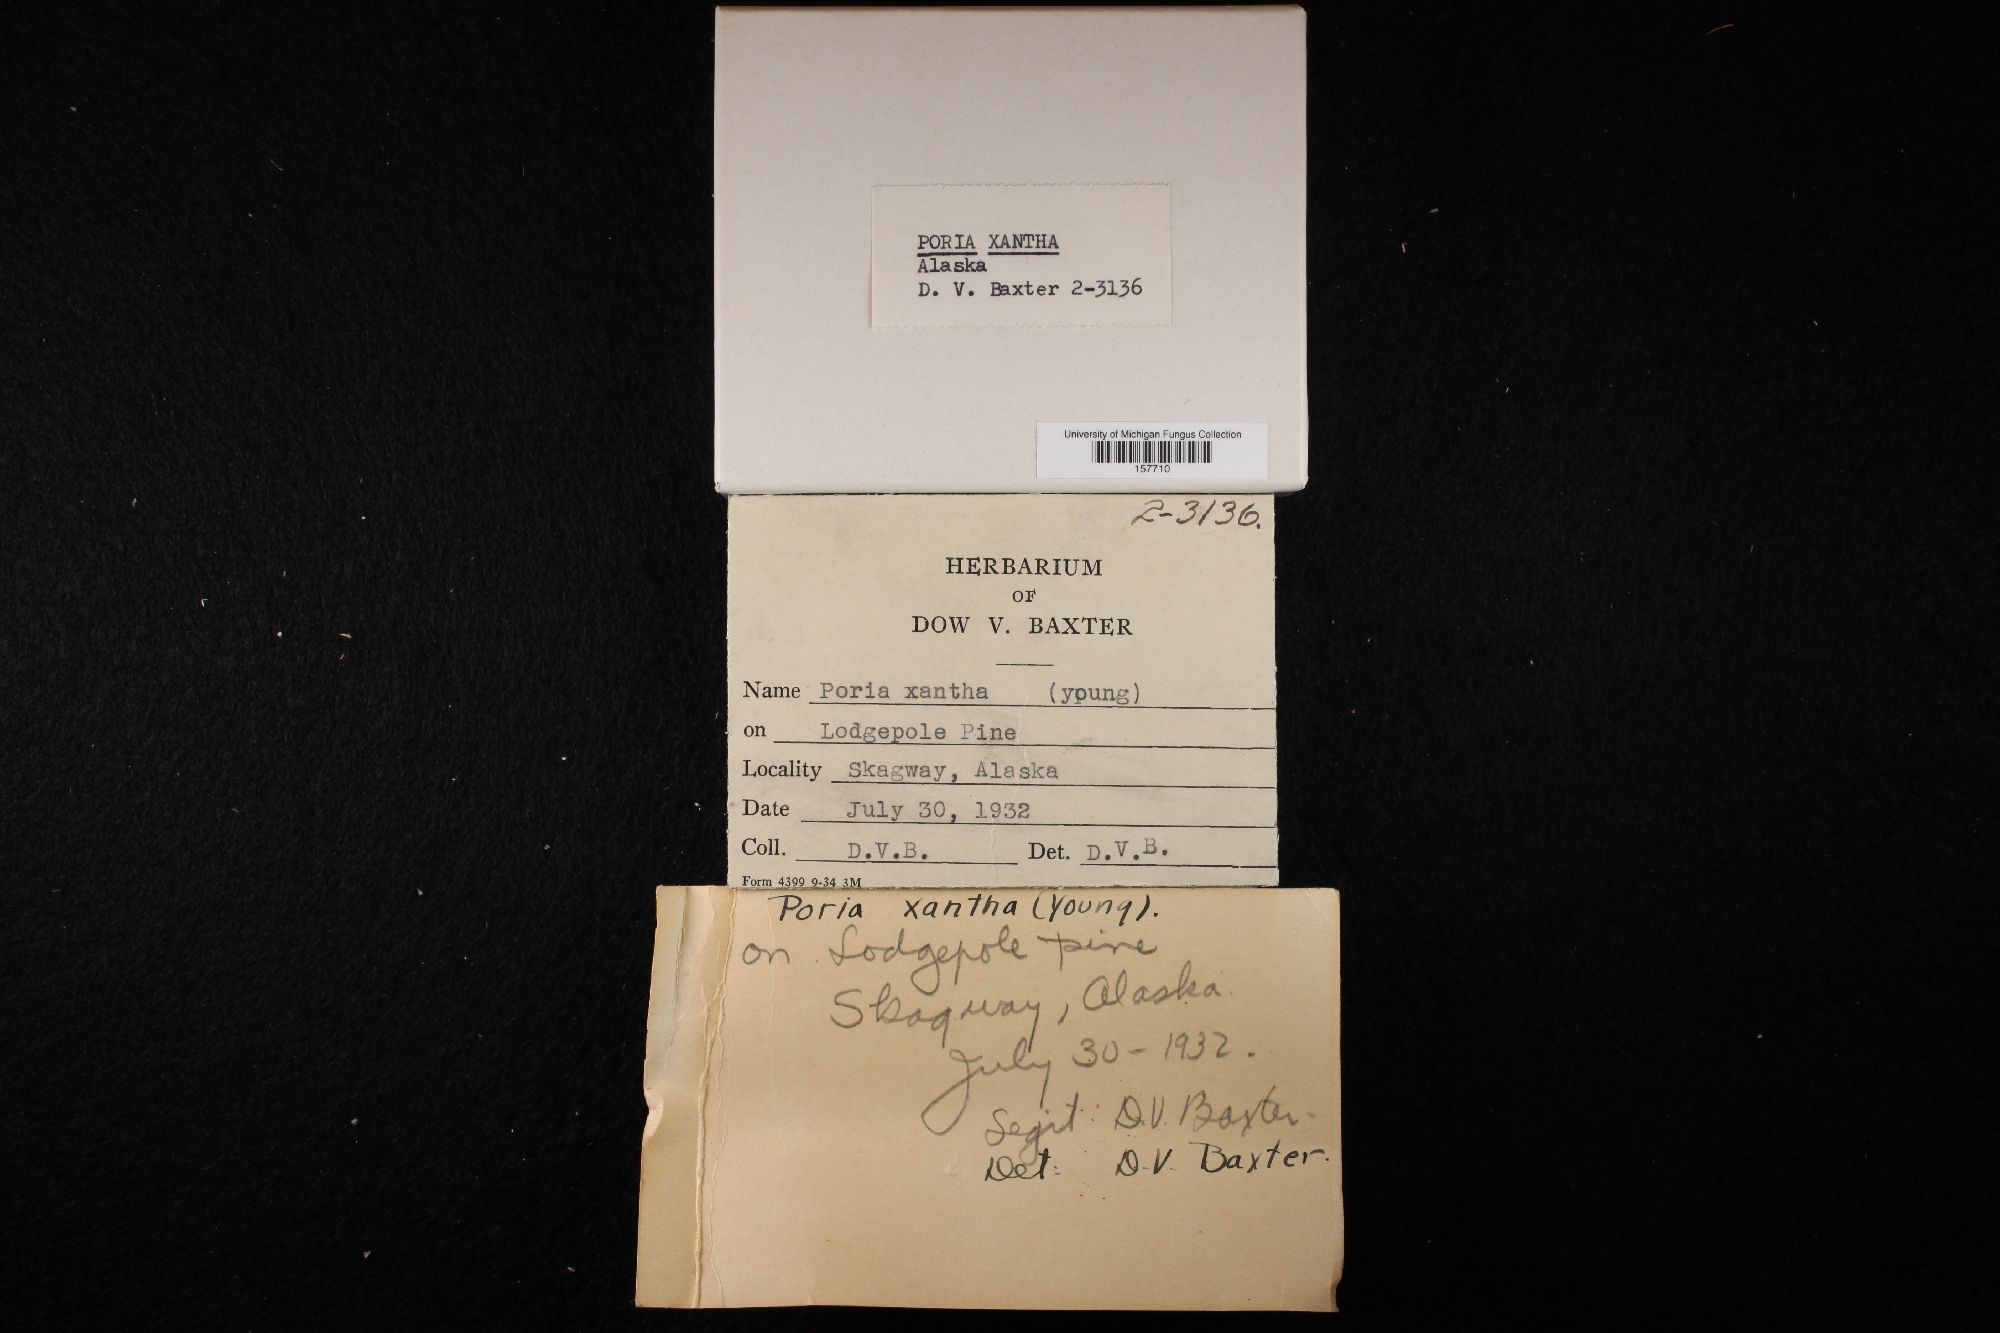 PORIA XANTHA
Alaska
D. V. Baxter 2-3136
University of Michigan Fungus Collection
157710
2-3136.
HERBARIUM
OF
DOW V. BAXTER
Name Poria xantha (young)
on Lodgepole Pine
Locality Skagway, Alaska
Date July 30, 1932
Coll. D.V.B. Det. D.V.B.
Form 4399 9-34 3M
Poria xantha (young).
on Lodgepole pine
Skagway, Alaska.
July 30-1932.
Legit: D.V. Baxter-
Det: D.V. Baxter.